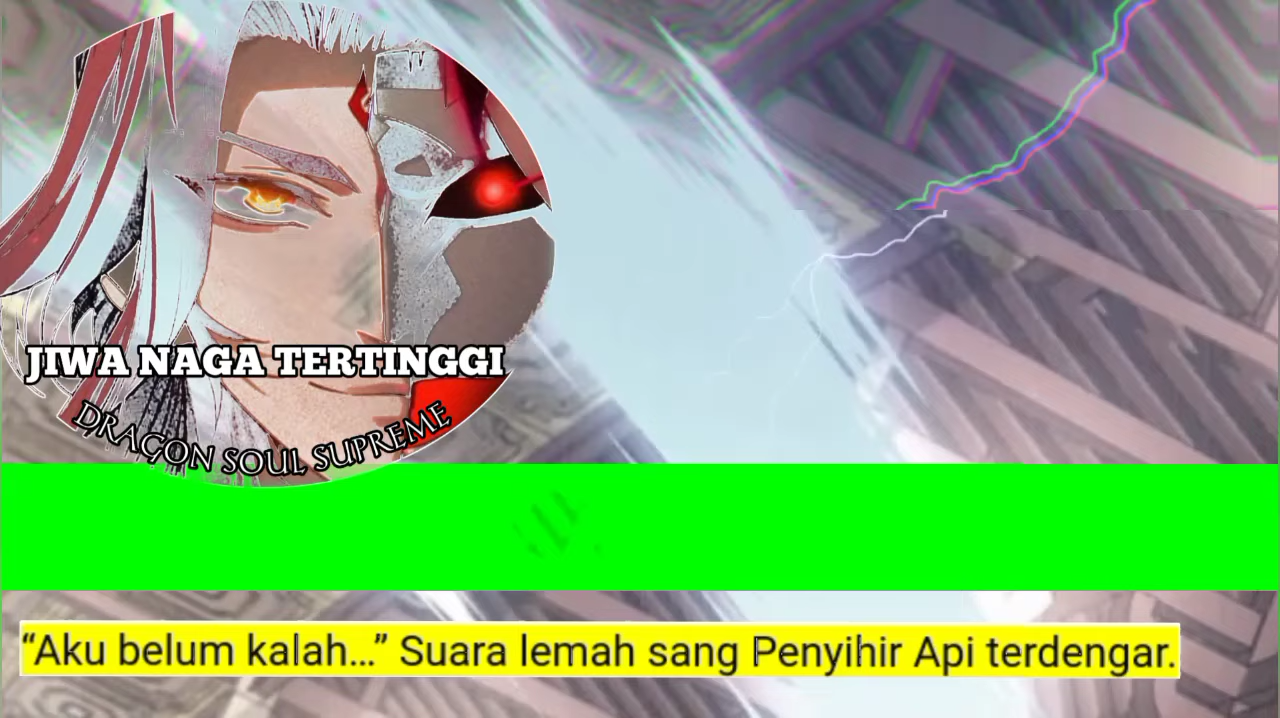 JIWA NAGA TERTINGGI
DRAGON SOUL SUPREME
“Aku belum kalah...” Suara lemah sang Penyihir Api terdengar.